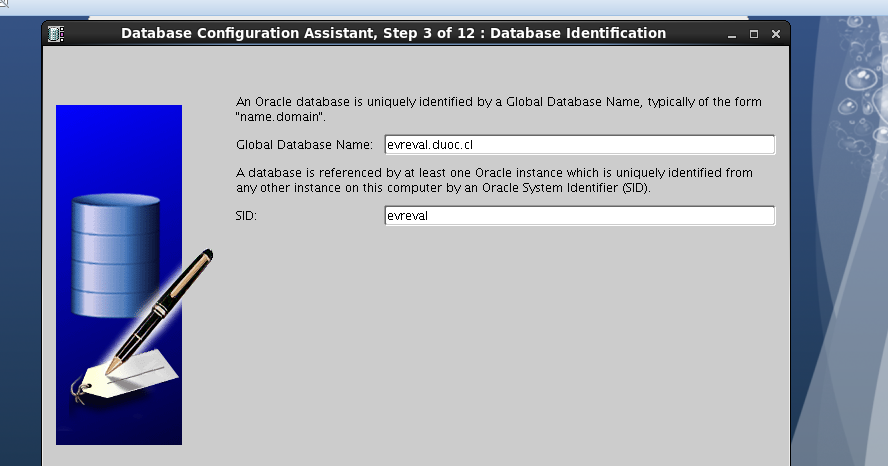 Database Configuration Assistant, Step 3 of 12 : Database Identification
An Oracle database is uniquely identified by a Global Database Name, typically of the form
"name.domain".
Global Database Name: evreval.duoc.cl
A database is referenced by at least one Oracle instance which is uniquely identified from
any other instance on this computer by an Oracle System Identifier (SID).
SID: evreval